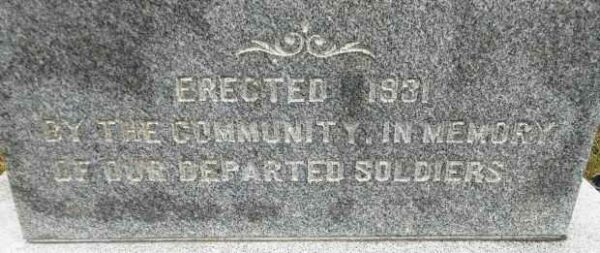 ERECTED 1931
BY THE COMMUNITY, IN MEMORY
OF OUR DEPARTED SOLDIERS